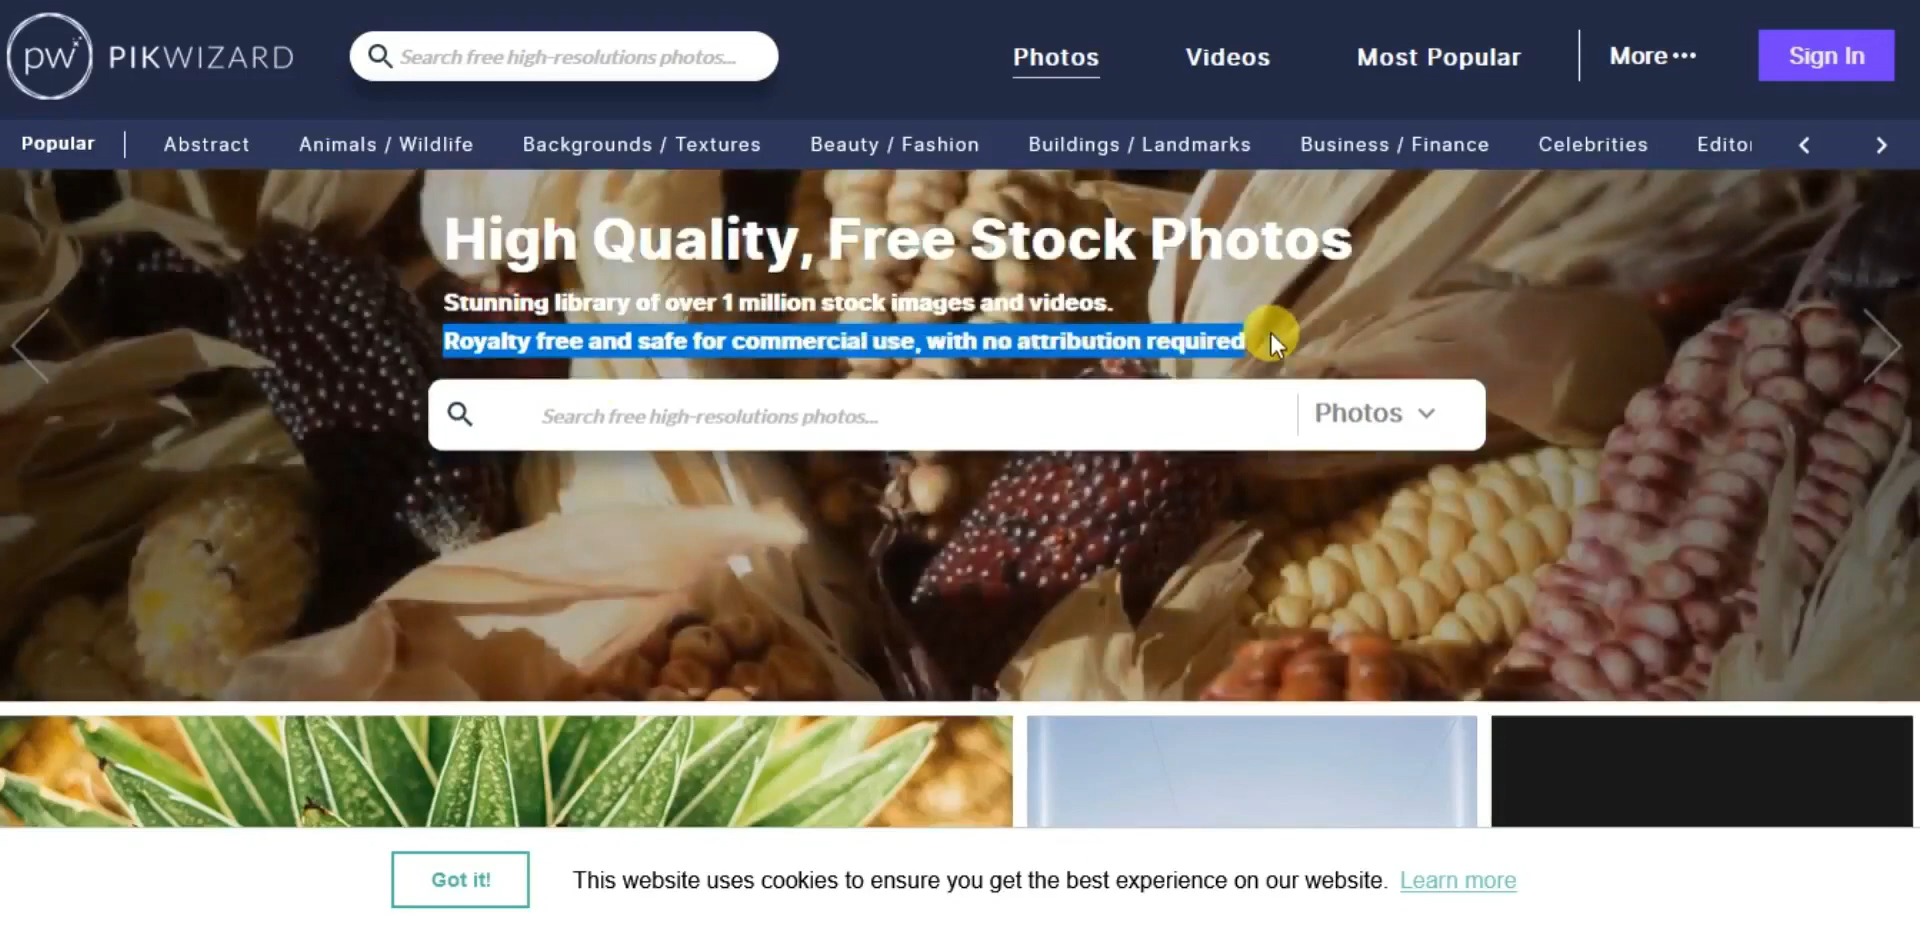 pw PIKWIZARD
Search free high-resolutions photos...
Photos
Videos
Most Popular
More •••
Sign In
Popular
Abstract
Animals / Wildlife
Backgrounds / Textures
Beauty / Fashion
Buildings / Landmarks
Business / Finance
Celebrities
Edito
High Quality, Free Stock Photos
Stunning library of over 1 million stock images and videos.
Royalty free and safe for commercial use, with no attribution required
Search free high-resolutions photos...
Photos
Got it!
This website uses cookies to ensure you get the best experience on our website. Learn more